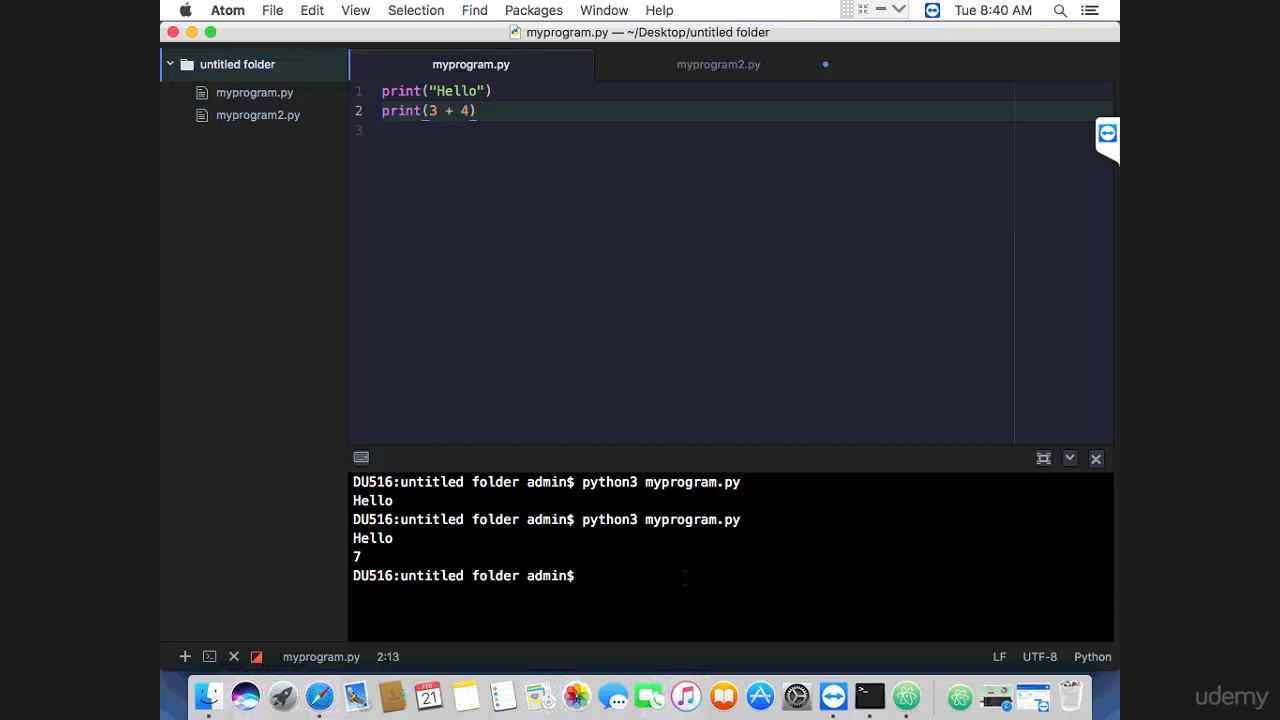 Atom File Edit View Selection Find Packages Window Help Tue 8:40 AM
myprogram.py — ~/Desktop/untitled folder
untitled folder
myprogram.py
myprogram2.py
myprogram.py myprogram2.py
1 print("Hello")
2 print(3 + 4)
3
DU516:untitled folder admin$ python3 myprogram.py
Hello
DU516:untitled folder admin$ python3 myprogram.py
Hello
7
DU516:untitled folder admin$
myprogram.py 2:13 LF UTF-8 Python
FEB
21
udemy